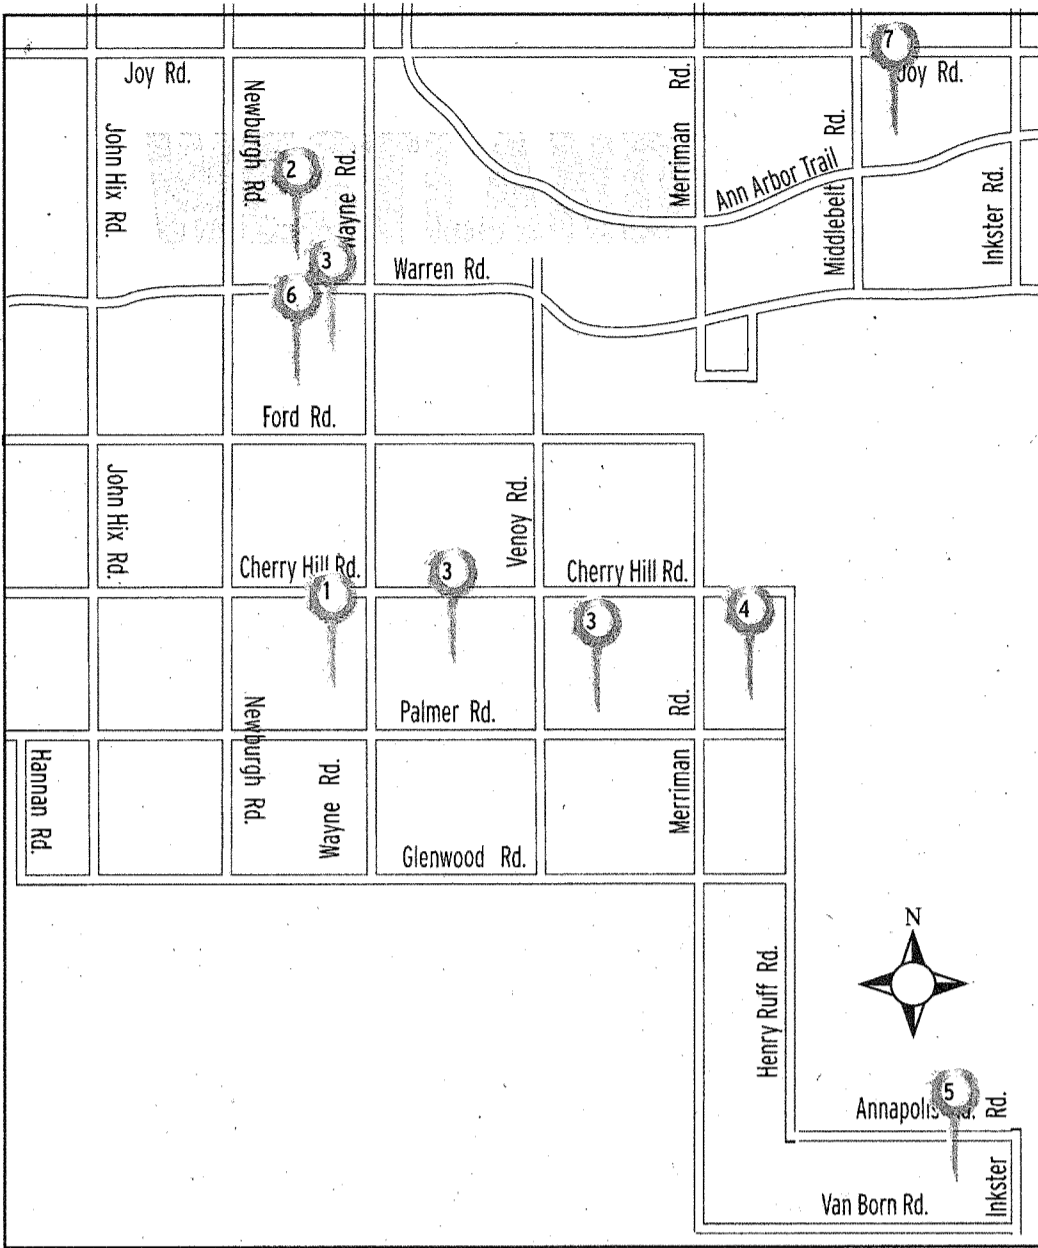 7
Joy Rd.
Joy Rd.
John Hix Rd.
Newburgh Rd.
2
Wayne Rd.
Merriman Rd.
Ann Arbor Trail
Middlebelt Rd.
Inkster Rd.
3
Warren Rd.
6
Ford Rd.
John Hix Rd.
Venoy Rd.
Cherry Hill Rd.
3
Cherry Hill Rd.
1
3
4
Newburgh Rd.
Palmer Rd.
Merriman Rd.
Hannan Rd.
Wayne Rd.
Glenwood Rd.
N
Henry Ruff Rd.
5
Annapolis Rd.
Inkster Rd.
Van Born Rd.